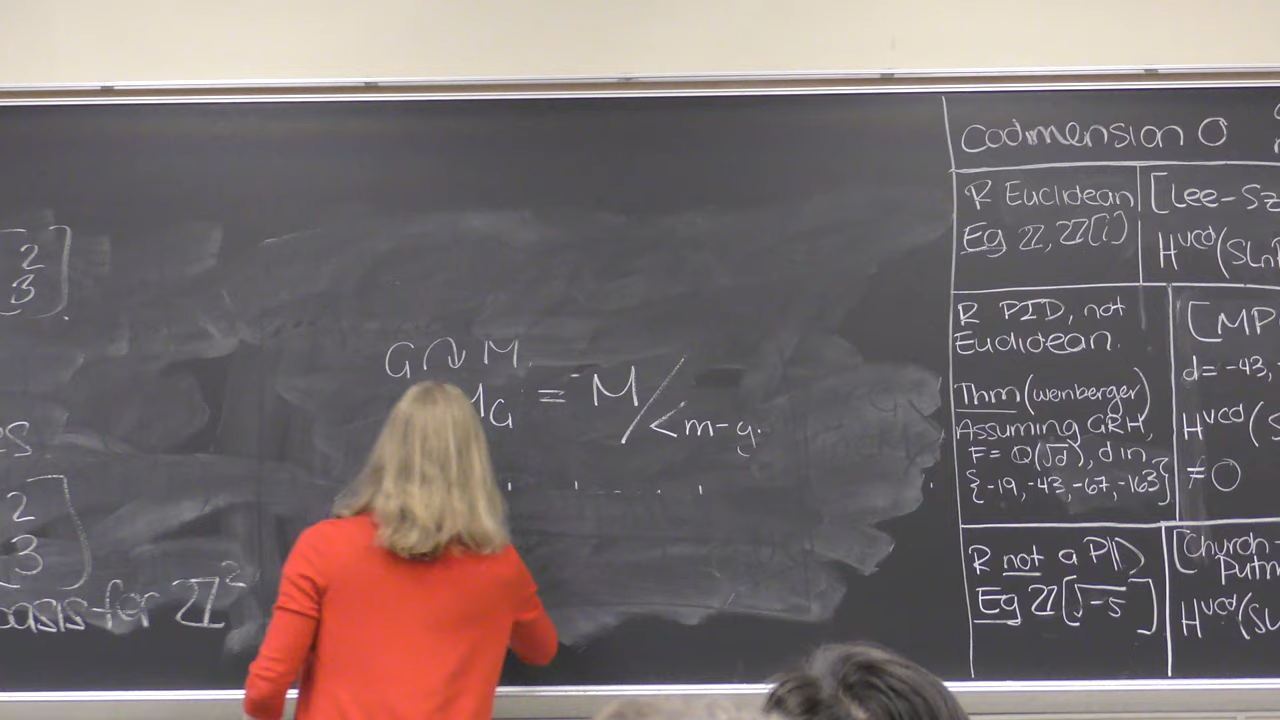 2
3
2
3
basis for ℤ²
G ↷ M
M_G = M/<m-g.
Codimension 0
R Euclidean
Eg ℤ, ℤ[i]
[Lee-Sz
H^vcd(SLn
R PID, not
Euclidean.
Thm (Weinberger)
Assuming GRH,
F = Q(√d), d in
{-19, -43, -67, -163}
[MP
d = -43,
H^vcd(S
≠ 0
R not a PID
Eg ℤ[√-5]
[Church-
Putm
H^vcd(SL